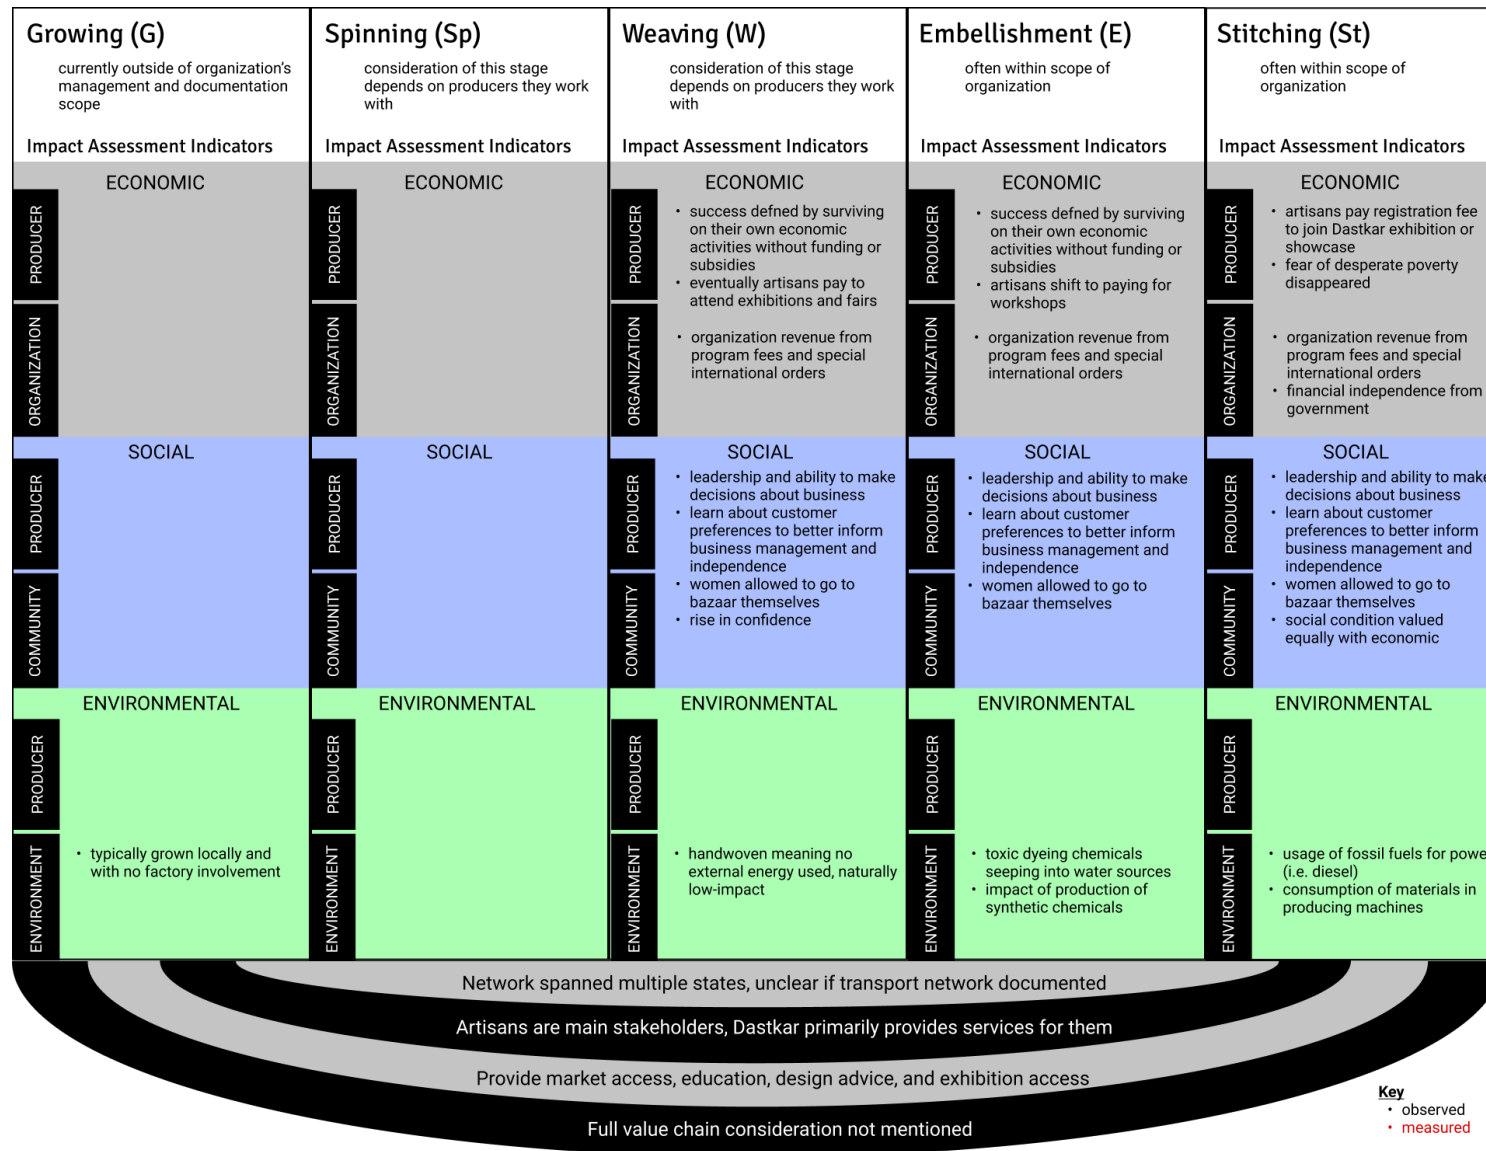 Growing (G)
currently outside of organization's
management and documentation
scope
Impact Assessment Indicators
ECONOMIC
PRODUCER
ORGANIZATION
SOCIAL
PRODUCER
COMMUNITY
ENVIRONMENTAL
PRODUCER
ENVIRONMENT
• typically grown locally and
with no factory involvement
Spinning (Sp)
consideration of this stage
depends on producers they work
with
Impact Assessment Indicators
ECONOMIC
PRODUCER
ORGANIZATION
SOCIAL
PRODUCER
COMMUNITY
ENVIRONMENTAL
PRODUCER
ENVIRONMENT
Weaving (W)
consideration of this stage
depends on producers they work
with
Impact Assessment Indicators
ECONOMIC
PRODUCER
• success defned by surviving
on their own economic
activities without funding or
subsidies
• eventually artisans pay to
attend exhibitions and fairs
ORGANIZATION
• organization revenue from
program fees and special
international orders
SOCIAL
PRODUCER
COMMUNITY
• leadership and ability to make
decisions about business
• learn about customer
preferences to better inform
business management and
independence
• women allowed to go to
bazaar themselves
• rise in confidence
ENVIRONMENTAL
PRODUCER
ENVIRONMENT
• handwoven meaning no
external energy used, naturally
low-impact
Embellishment (E)
often within scope of
organization
Impact Assessment Indicators
ECONOMIC
PRODUCER
• success defned by surviving
on their own economic
activities without funding or
subsidies
• artisans shift to paying for
workshops
ORGANIZATION
• organization revenue from
program fees and special
international orders
SOCIAL
PRODUCER
COMMUNITY
• leadership and ability to make
decisions about business
• learn about customer
preferences to better inform
business management and
independence
• women allowed to go to
bazaar themselves
ENVIRONMENTAL
PRODUCER
ENVIRONMENT
• toxic dyeing chemicals
seeping into water sources
• impact of production of
synthetic chemicals
Stitching (St)
often within scope of
organization
Impact Assessment Indicators
ECONOMIC
PRODUCER
• artisans pay registration fee
to join Dastkar exhibition or
showcase
• fear of desperate poverty
disappeared
ORGANIZATION
• organization revenue from
program fees and special
international orders
• financial independence from
government
SOCIAL
PRODUCER
COMMUNITY
• leadership and ability to make
decisions about business
• learn about customer
preferences to better inform
business management and
independence
• women allowed to go to
bazaar themselves
• social condition valued
equally with economic
ENVIRONMENTAL
PRODUCER
ENVIRONMENT
• usage of fossil fuels for powe
(i.e. diesel)
• consumption of materials in
producing machines
Network spanned multiple states, unclear if transport network documented
Artisans are main stakeholders, Dastkar primarily provides services for them
Provide market access, education, design advice, and exhibition access
Full value chain consideration not mentioned
Key
• observed
• measured